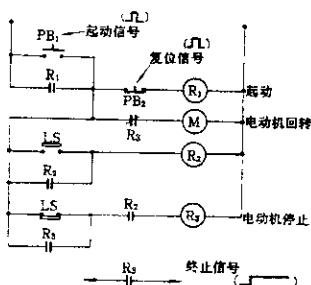 PB₁ 起动信号
R₁
复位信号
PB₂ R₁ 起动
R₃ M 电动机回转
LS R₂
R₂
LS R₂ R₃ 电动机停止
R₃
R₃ 终止信号